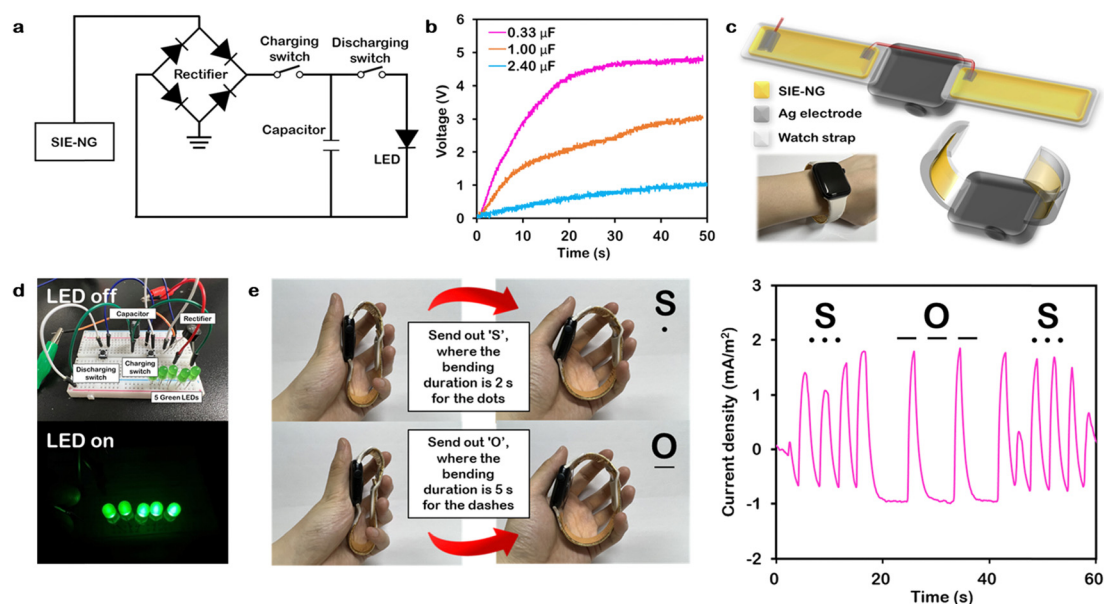 a
SIE-NG
Rectifier
Charging
switch
Discharging
switch
Capacitor
LED
b
Voltage (V)
6
5
4
3
2
1
0
0.33 µF
1.00 µF
2.40 µF
0 10 20 30 40 50
Time (s)
c
SIE-NG
Ag electrode
Watch strap
d
LED off
Capacitor
Rectifier
Discharging
switch
Charging
switch
5 Green LEDs
LED on
e
Send out 'S',
where the
bending
duration is 2 s
for the dots
S
Send out 'O',
where the
bending
duration is 5 s
for the dashes
O
Current density (mA/m²)
3
2
1
0
-1
-2
S O S
0 20 40 60
Time (s)